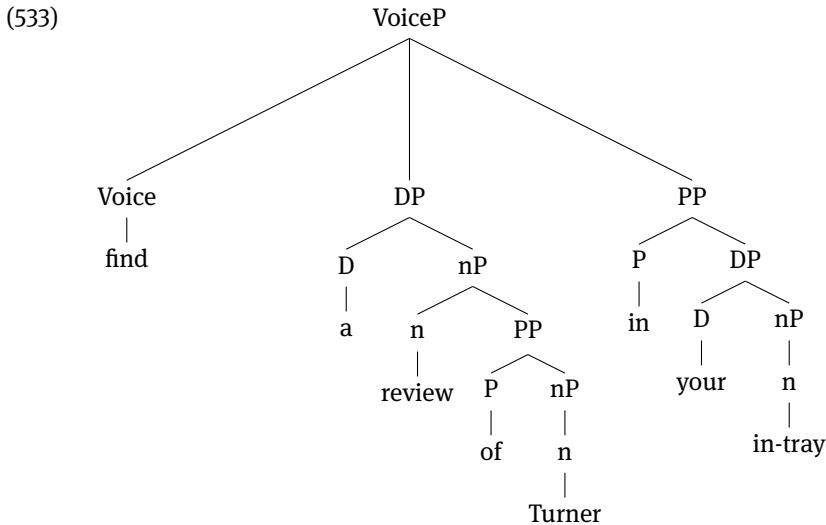 (533) VoiceP
Voice DP PP
find D nP P DP
a n PP in D nP
review P nP your n
of n in-tray
Turner